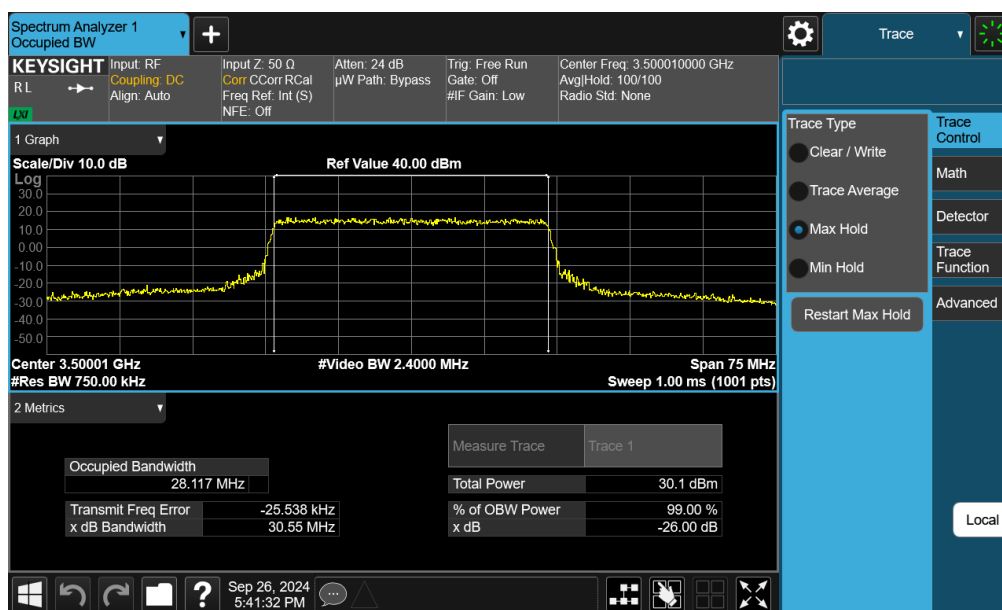 Spectrum Analyzer 1
Occupied BW
+
Trace
KEYSIGHT
RL
LXI
Input: RF
Coupling: DC
Align: Auto
Input Z: 50 Ω
Corr CCorr RCal
Freq Ref: Int (S)
NFE: Off
Atten: 24 dB
µW Path: Bypass
Trig: Free Run
Gate: Off
#IF Gain: Low
Center Freq: 3.500010000 GHz
Avg|Hold: 100/100
Radio Std: None
1 Graph
Scale/Div 10.0 dB
Ref Value 40.00 dBm
Log
30.0
20.0
10.0
0.00
-10.0
-20.0
-30.0
-40.0
-50.0
Center 3.50001 GHz
#Video BW 2.4000 MHz
Span 75 MHz
#Res BW 750.00 kHz
Sweep 1.00 ms (1001 pts)
2 Metrics
Measure Trace
Trace 1
Occupied Bandwidth
28.117 MHz
Total Power
30.1 dBm
Transmit Freq Error
-25.538 kHz
% of OBW Power
99.00 %
x dB Bandwidth
30.55 MHz
x dB
-26.00 dB
Trace Type
Clear / Write
Trace Average
Max Hold
Min Hold
Restart Max Hold
Trace
Control
Math
Detector
Trace
Function
Advanced
Local
?
Sep 26, 2024
5:41:32 PM